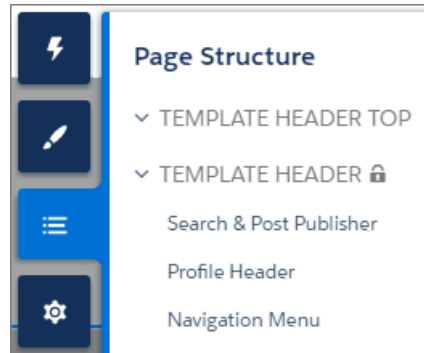 Page Structure
TEMPLATE HEADER TOP
TEMPLATE HEADER
Search & Post Publisher
Profile Header
Navigation Menu